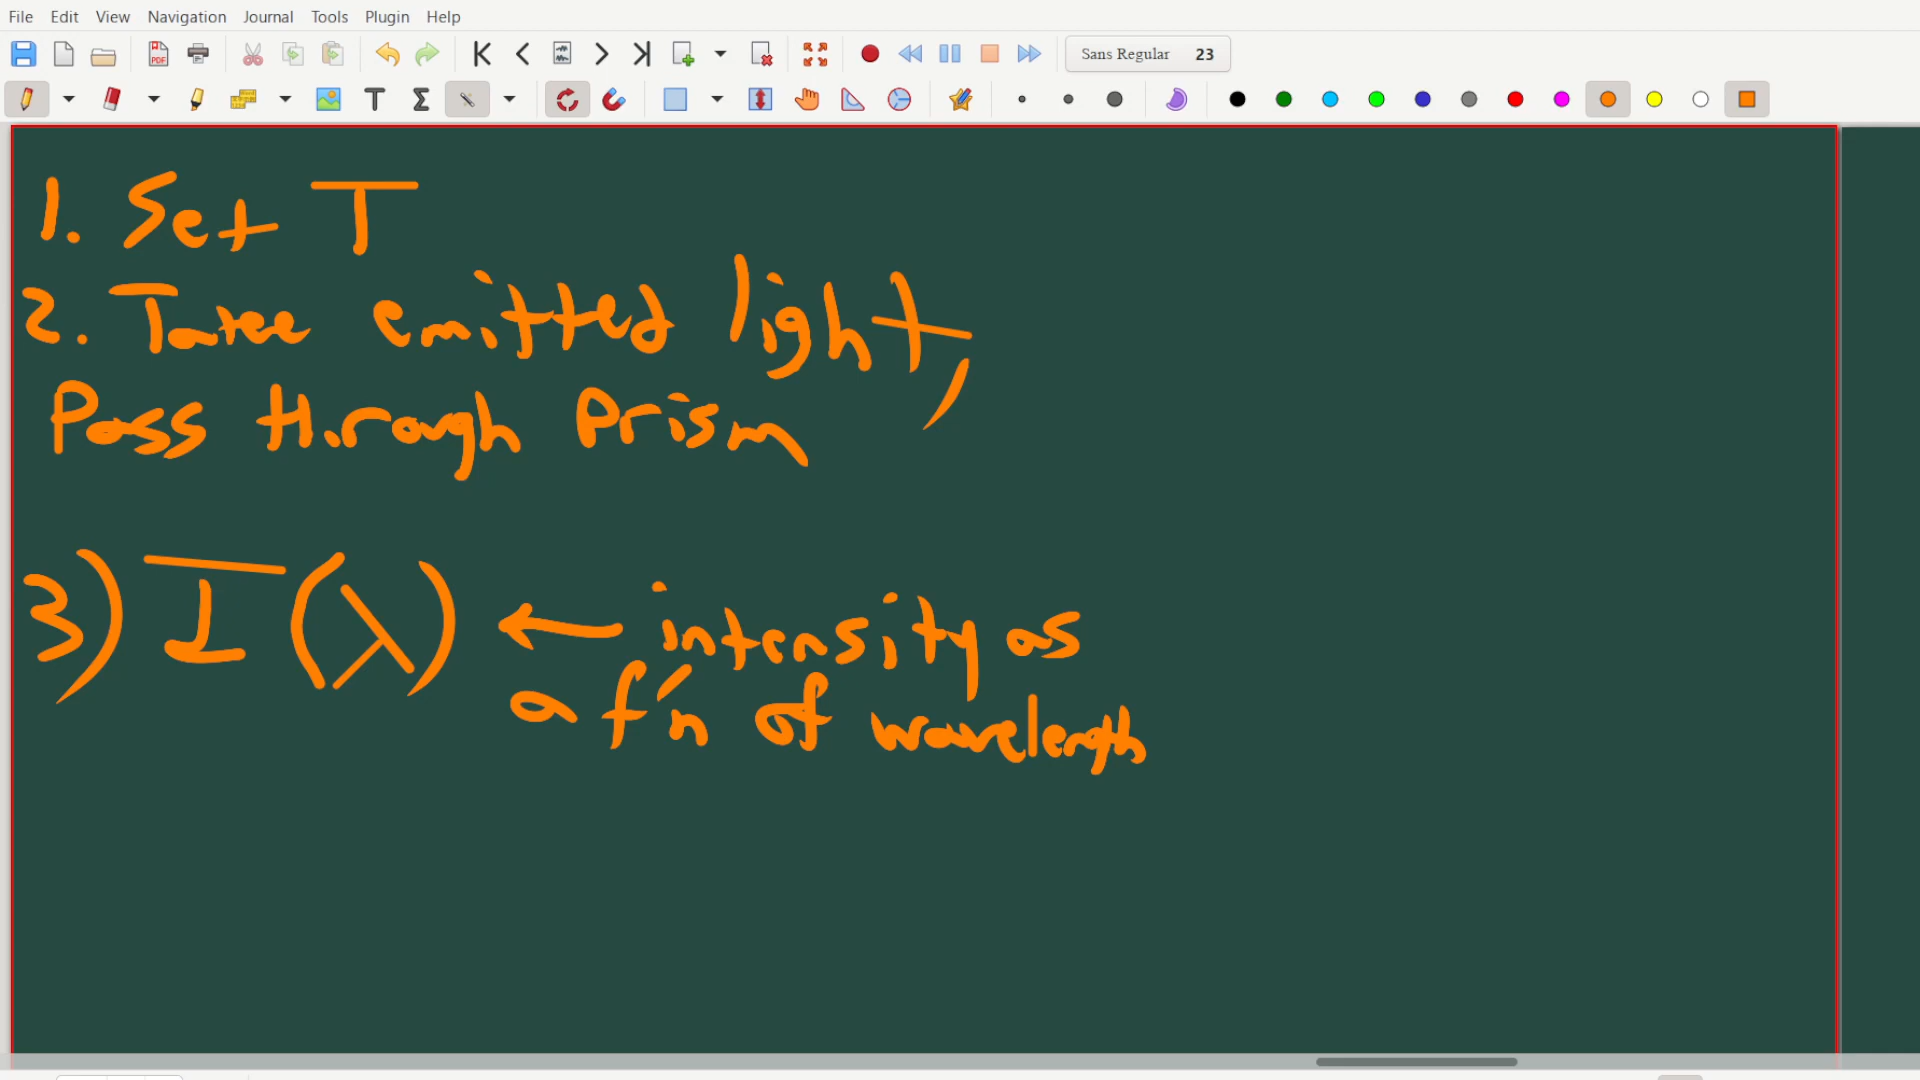 File Edit View Navigation Journal Tools Plugin Help
PDF
Sans Regular 23
1. Set T
2. Take emitted light,
Pass through Prism
3) I(λ) ← intensity as
a f'n of wavelength